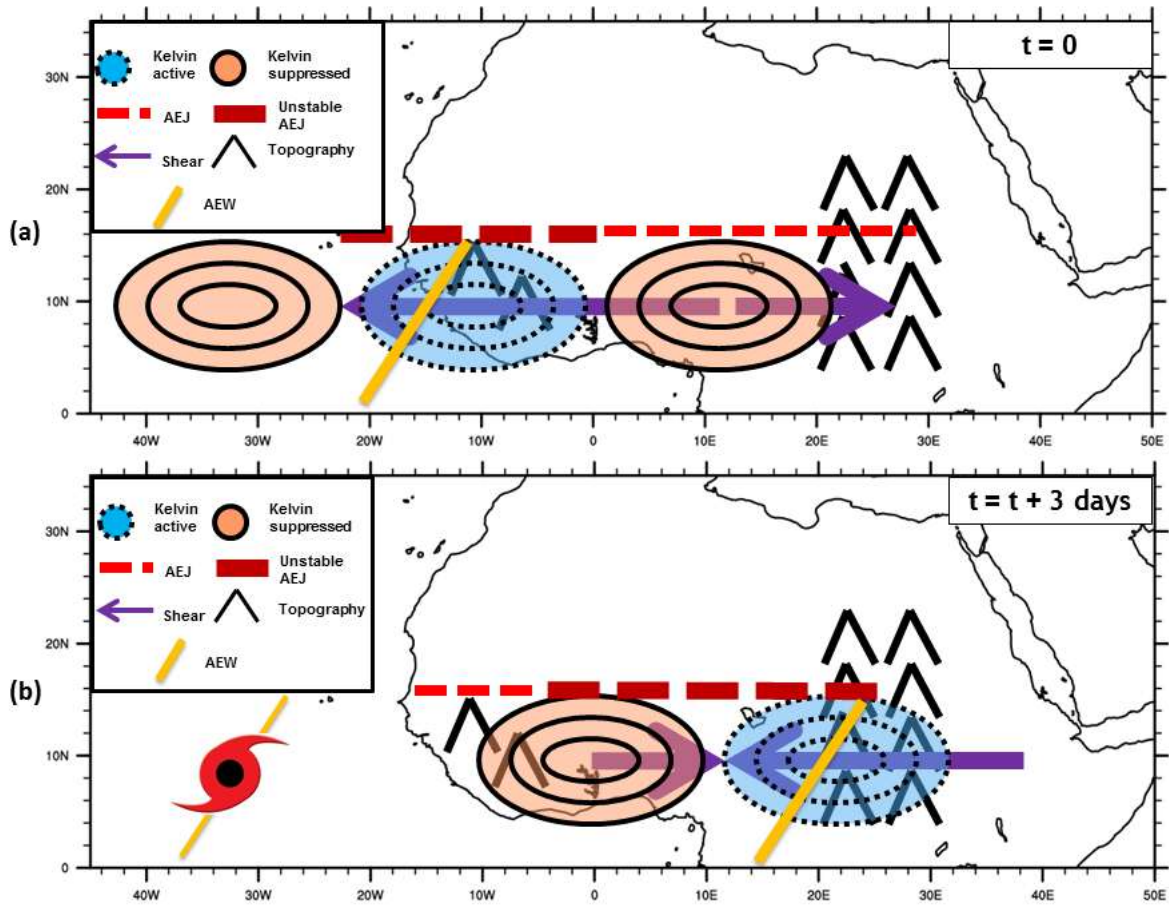 t = 0
Kelvin active
Kelvin suppressed
AEJ
Unstable AEJ
Shear
Topography
AEW
(a)
30N
20N
10N
0
40W 30W 20W 10W 0 10E 20E 30E 40E 50E
t = t + 3 days
Kelvin active
Kelvin suppressed
AEJ
Unstable AEJ
Shear
Topography
AEW
(b)
30N
20N
10N
0
40W 30W 20W 10W 0 10E 20E 30E 40E 50E